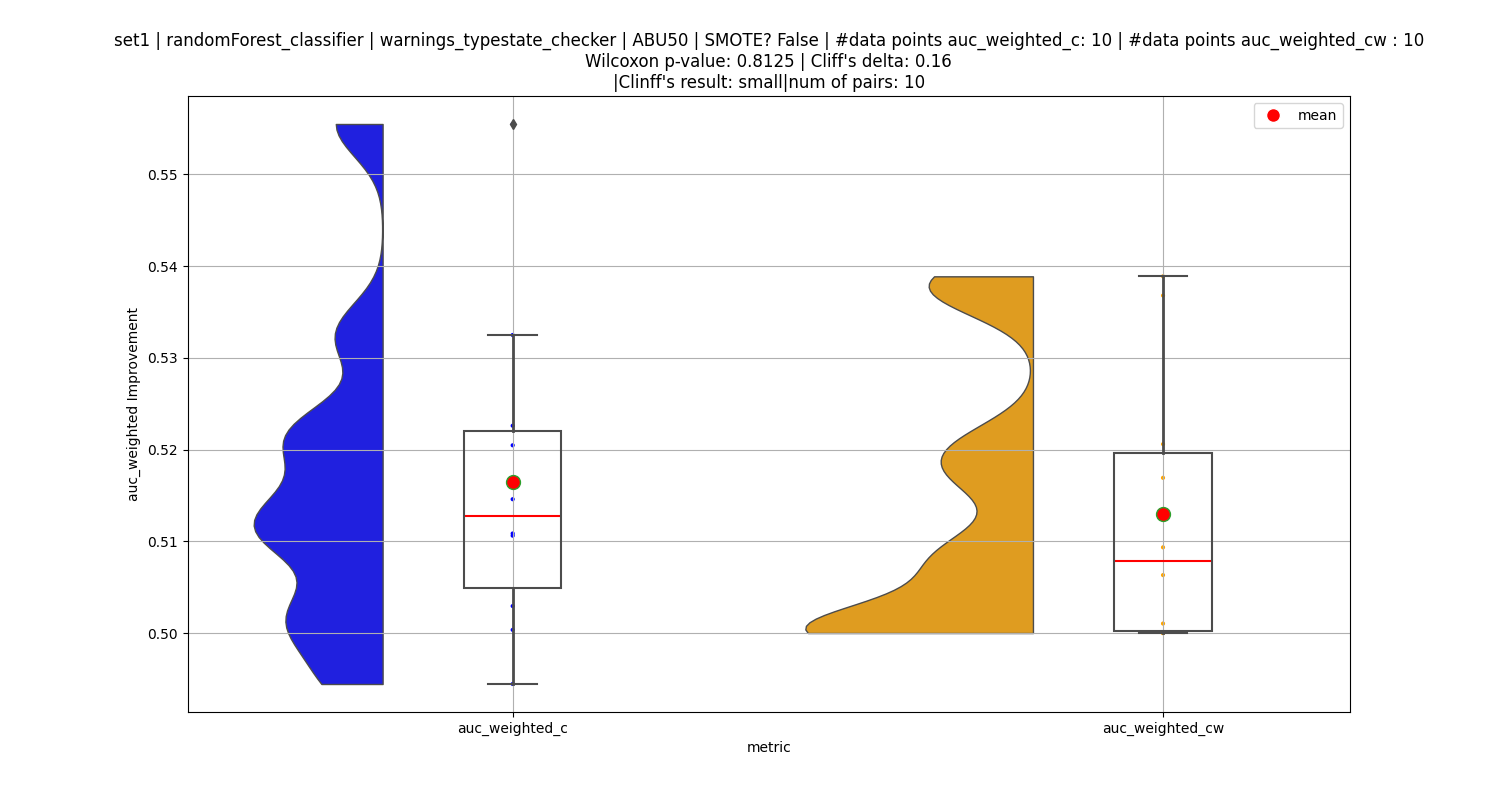 set1 | randomForest_classifier | warnings_typestate_checker | ABU50 | SMOTE? False | #data points auc_weighted_c: 10 | #data points auc_weighted_cw : 10
Wilcoxon p-value: 0.8125 | Cliff's delta: 0.16
|Clinff's result: small|num of pairs: 10
mean
0.55
0.54
0.53
0.52
0.51
0.50
auc_weighted Improvement
auc_weighted_c
auc_weighted_cw
metric